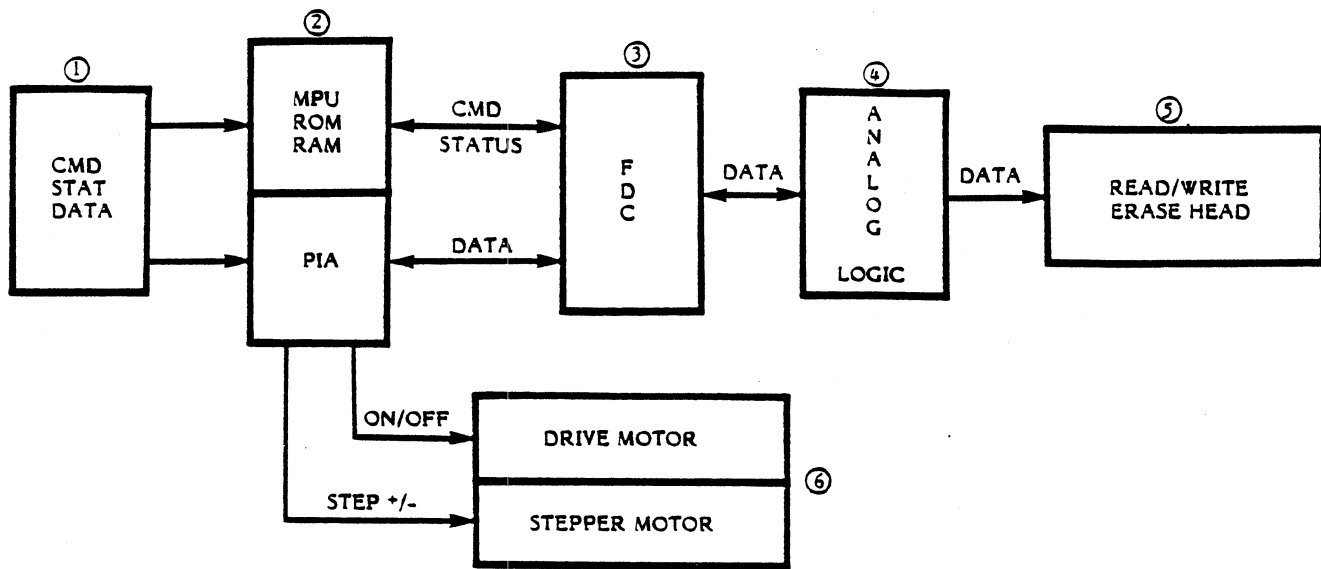 ①
CMD
STAT
DATA
②
MPU
ROM
RAM
PIA
CMD
STATUS
DATA
③
F
D
C
DATA
④
A
N
A
L
O
G
LOGIC
DATA
⑤
READ/WRITE
ERASE HEAD
ON/OFF
DRIVE MOTOR
STEP +/-
STEPPER MOTOR
⑥